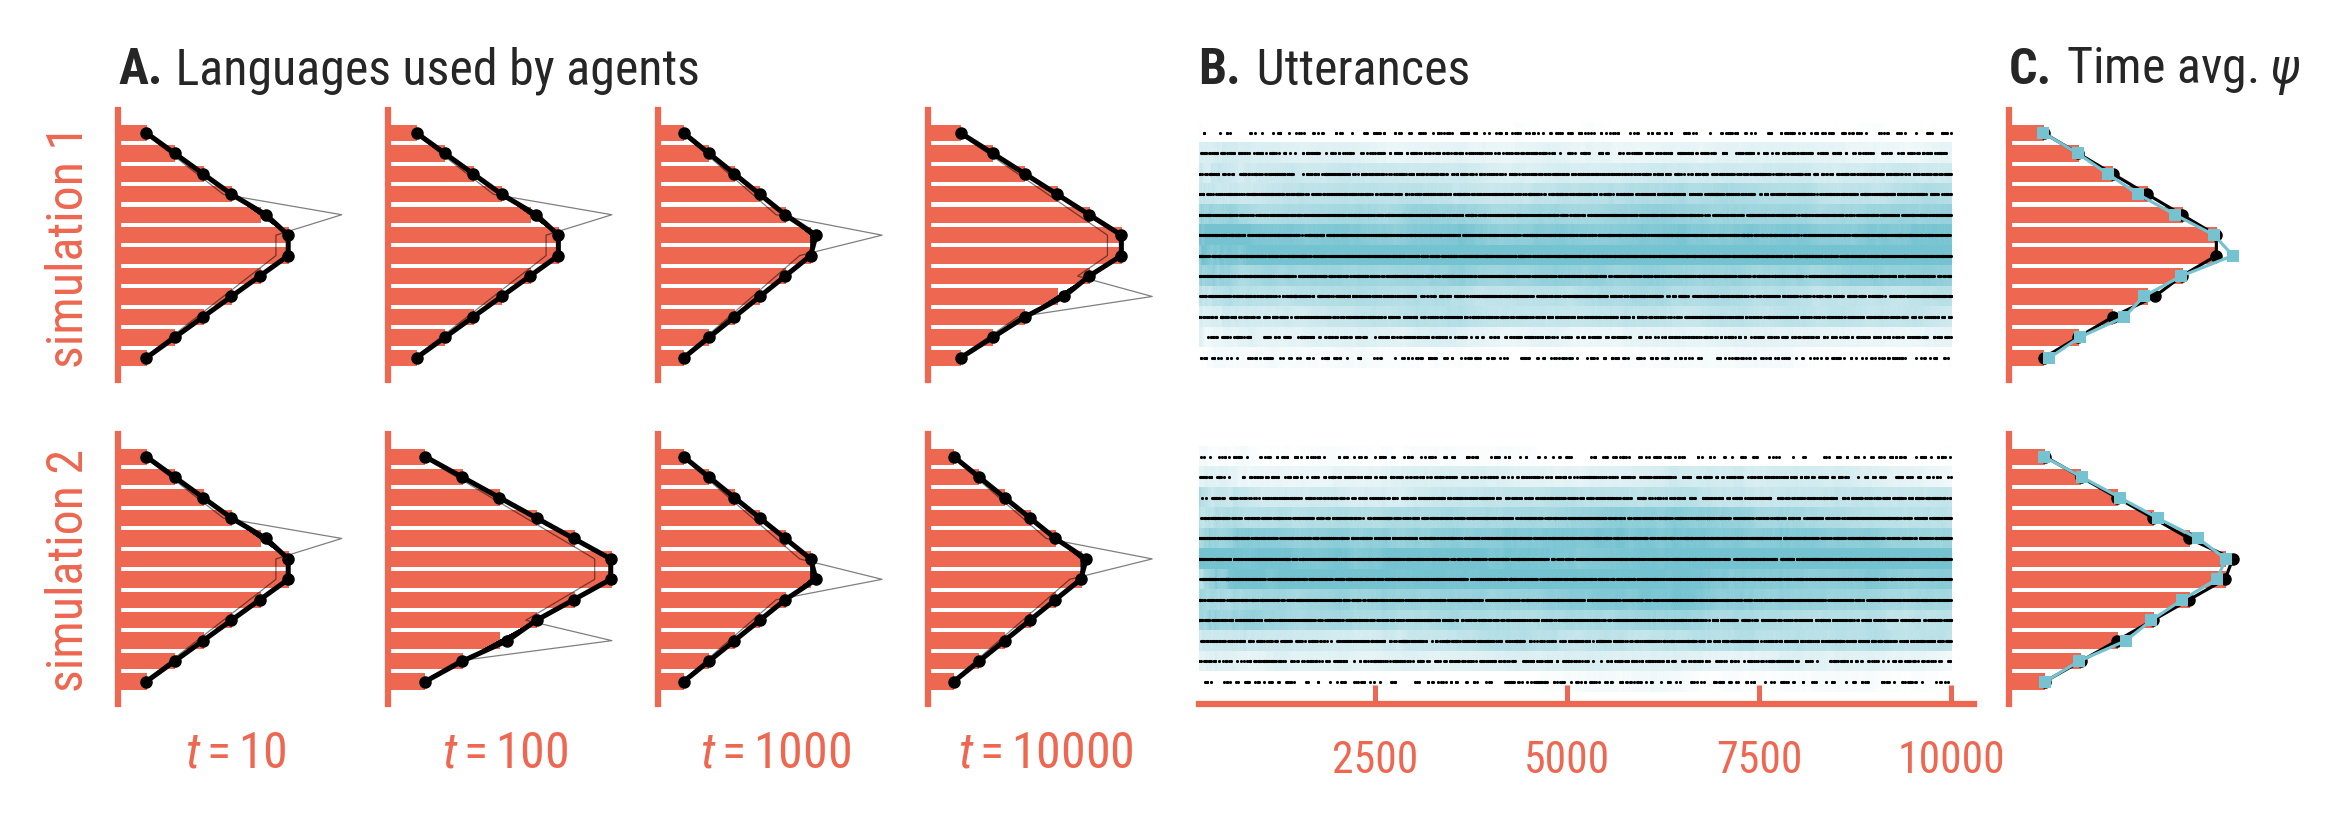 A. Languages used by agents
B. Utterances
C. Time avg. ψ
simulation 1
simulation 2
t = 10
t = 100
t = 1000
t = 10000
2500
5000
7500
10000